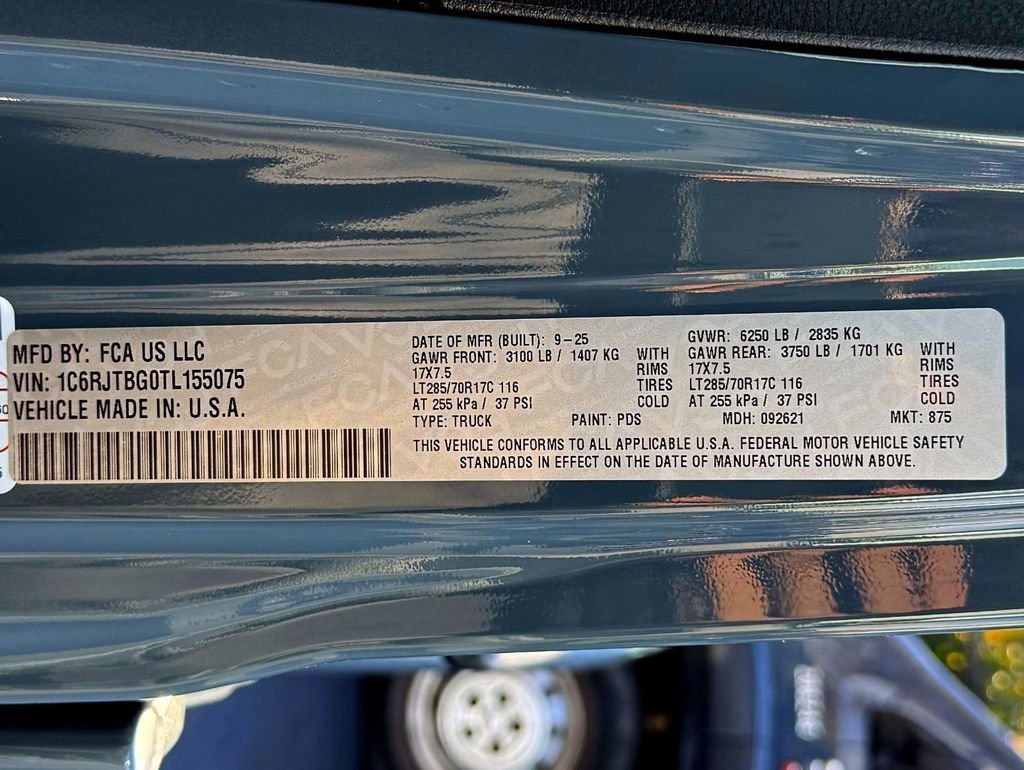 MFD BY: FCA US LLC
VIN: 1C6RJTBG0TL155075
VEHICLE MADE IN: U.S.A.
DATE OF MFR (BUILT): 9-25
GAWR FRONT: 3100 LB / 1407 KG WITH
17X7.5 RIMS
LT285/70R17C 116 TIRES
AT 255 kPa / 37 PSI COLD
GVWR: 6250 LB / 2835 KG
GAWR REAR: 3750 LB / 1701 KG WITH
17X7.5 RIMS
LT285/70R17C 116 TIRES
AT 255 kPa / 37 PSI COLD
TYPE: TRUCK PAINT: PDS MDH: 092621 MKT: 875
THIS VEHICLE CONFORMS TO ALL APPLICABLE U.S.A. FEDERAL MOTOR VEHICLE SAFETY
STANDARDS IN EFFECT ON THE DATE OF MANUFACTURE SHOWN ABOVE.